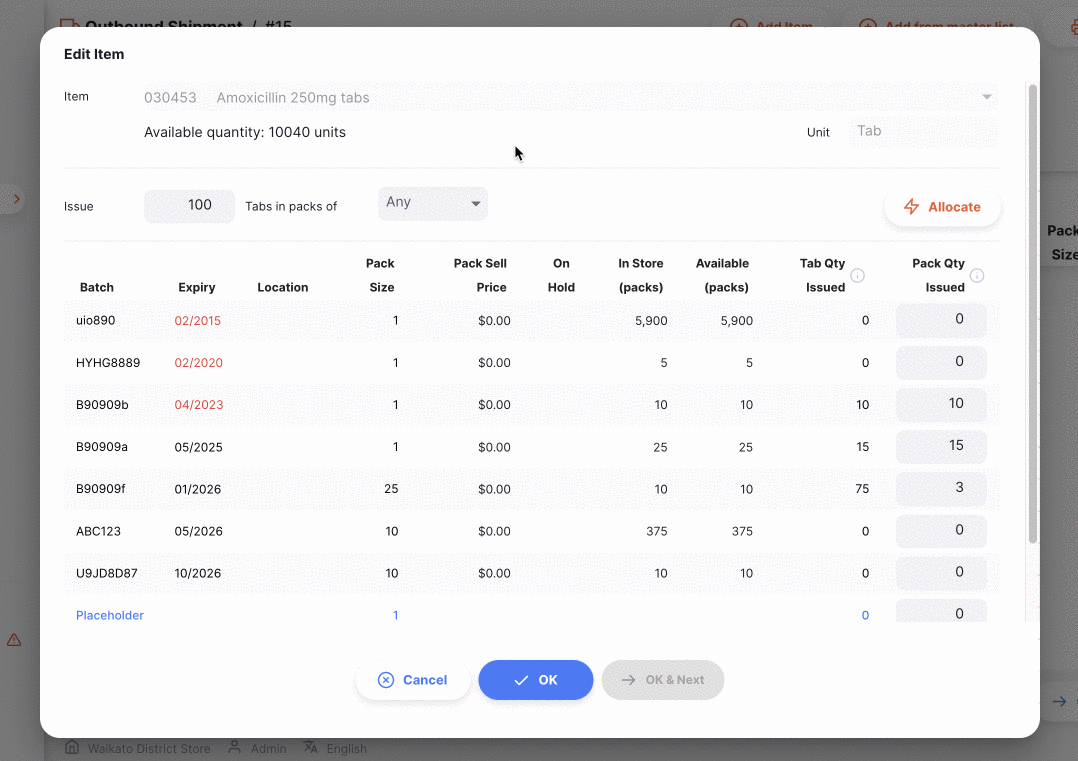 Outbound Shipment / #15
Add Item
Add from master list
Edit Item
Item 030453 Amoxicillin 250mg tabs
Available quantity: 10040 units
Unit Tab
Issue 100 Tabs in packs of Any
Allocate
Pack
Size
Batch Expiry Location Pack Size Pack Sell Price On Hold In Store (packs) Available (packs) Tab Qty Issued Pack Qty Issued
uio890 02/2015 1 $0.00 5,900 5,900 0 0
HYHG8889 02/2020 1 $0.00 5 5 0 0
B90909b 04/2023 1 $0.00 10 10 10 10
B90909a 05/2025 1 $0.00 25 25 15 15
B90909f 01/2026 25 $0.00 10 10 75 3
ABC123 05/2026 10 $0.00 375 375 0 0
U9JD8D87 10/2026 10 $0.00 10 10 0 0
Placeholder 1 0 0
Cancel OK OK & Next
Waikato District Store Admin English